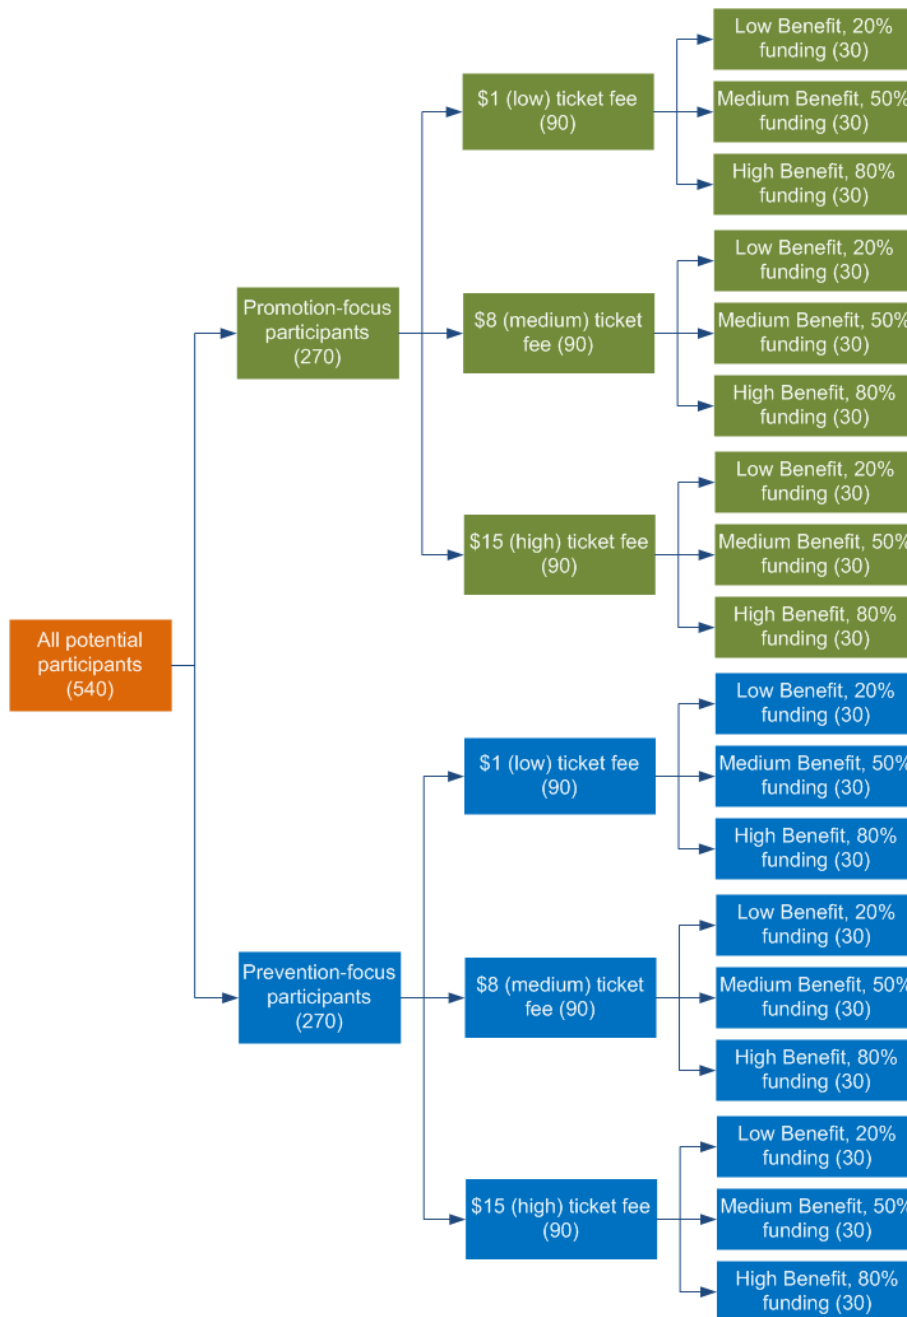 All potential
participants
(540)
Promotion-focus
participants
(270)
$1 (low) ticket fee
(90)
Low Benefit, 20%
funding (30)
Medium Benefit, 50%
funding (30)
High Benefit, 80%
funding (30)
$8 (medium) ticket
fee (90)
Low Benefit, 20%
funding (30)
Medium Benefit, 50%
funding (30)
High Benefit, 80%
funding (30)
$15 (high) ticket fee
(90)
Low Benefit, 20%
funding (30)
Medium Benefit, 50%
funding (30)
High Benefit, 80%
funding (30)
Prevention-focus
participants
(270)
$1 (low) ticket fee
(90)
Low Benefit, 20%
funding (30)
Medium Benefit, 50%
funding (30)
High Benefit, 80%
funding (30)
$8 (medium) ticket
fee (90)
Low Benefit, 20%
funding (30)
Medium Benefit, 50%
funding (30)
High Benefit, 80%
funding (30)
$15 (high) ticket fee
(90)
Low Benefit, 20%
funding (30)
Medium Benefit, 50%
funding (30)
High Benefit, 80%
funding (30)